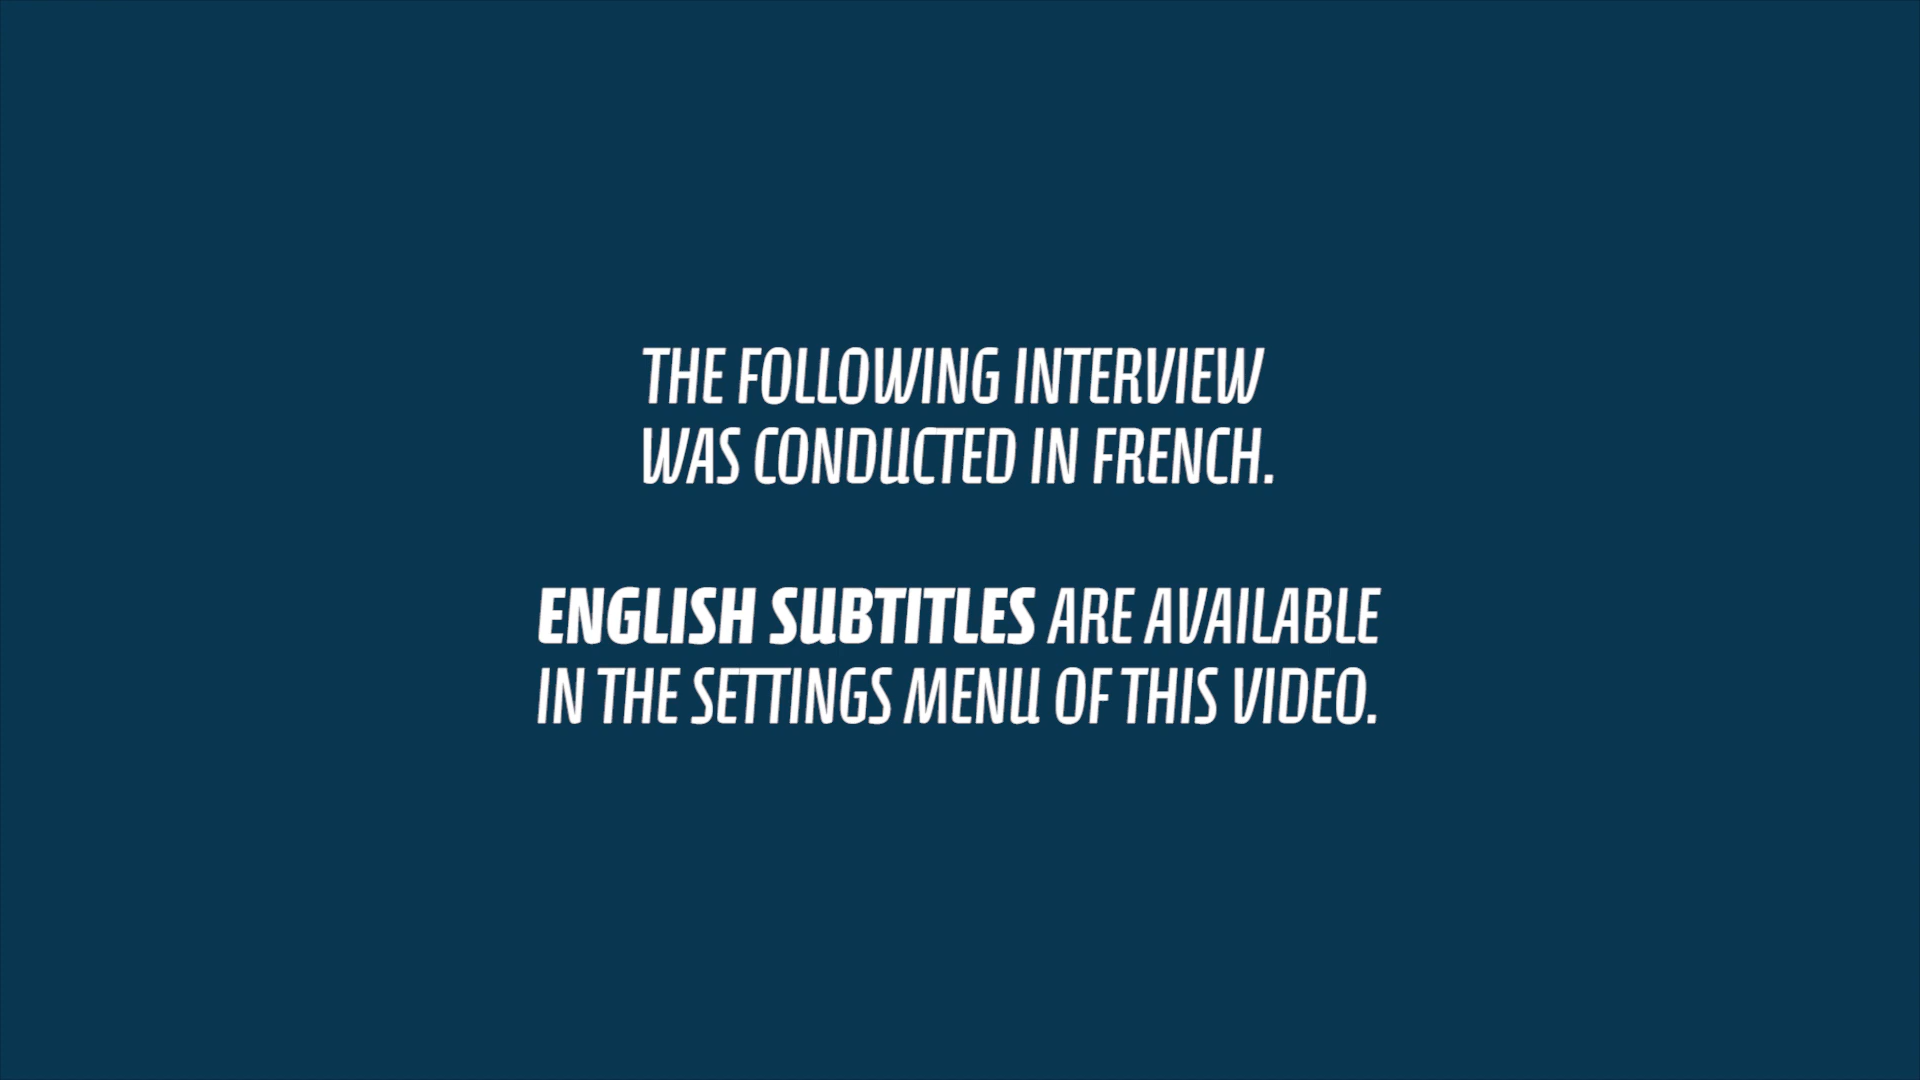 THE FOLLOWING INTERVIEW
WAS CONDUCTED IN FRENCH.
ENGLISH SUBTITLES ARE AVAILABLE
IN THE SETTINGS MENU OF THIS VIDEO.